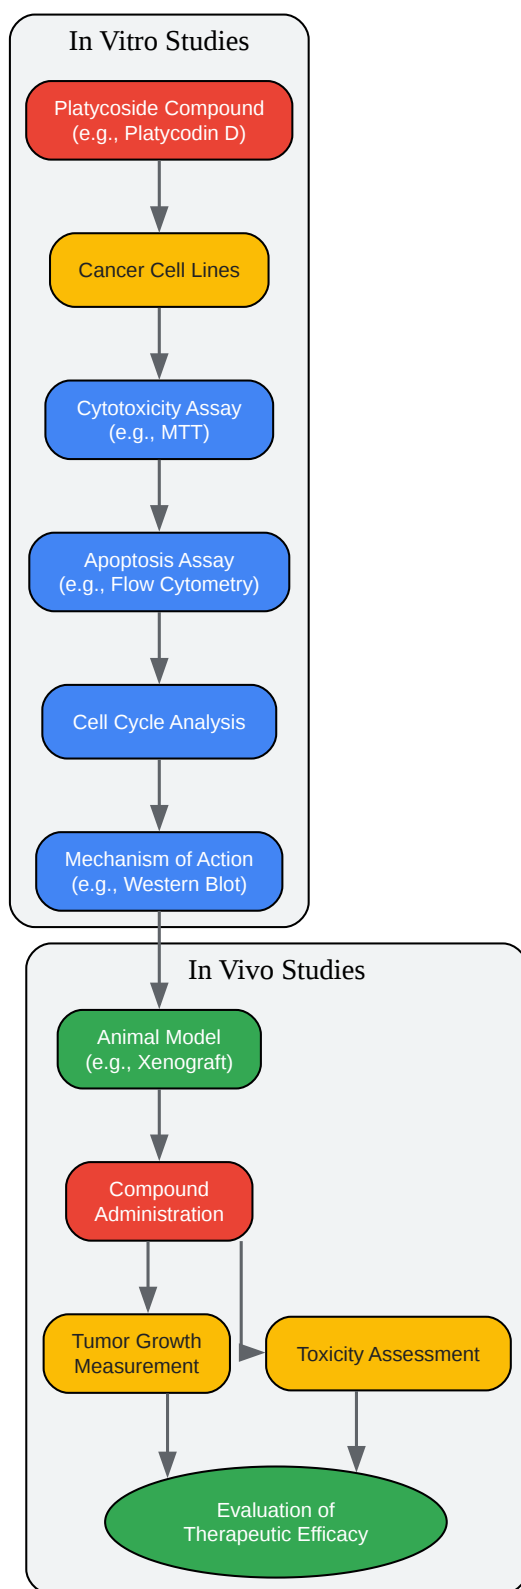 In Vitro Studies
Platycoside Compound
(e.g., Platycodin D)
Cancer Cell Lines
Cytotoxicity Assay
(e.g., MTT)
Apoptosis Assay
(e.g., Flow Cytometry)
Cell Cycle Analysis
Mechanism of Action
(e.g., Western Blot)
In Vivo Studies
Animal Model
(e.g., Xenograft)
Compound
Administration
Tumor Growth
Measurement
Toxicity Assessment
Evaluation of
Therapeutic Efficacy